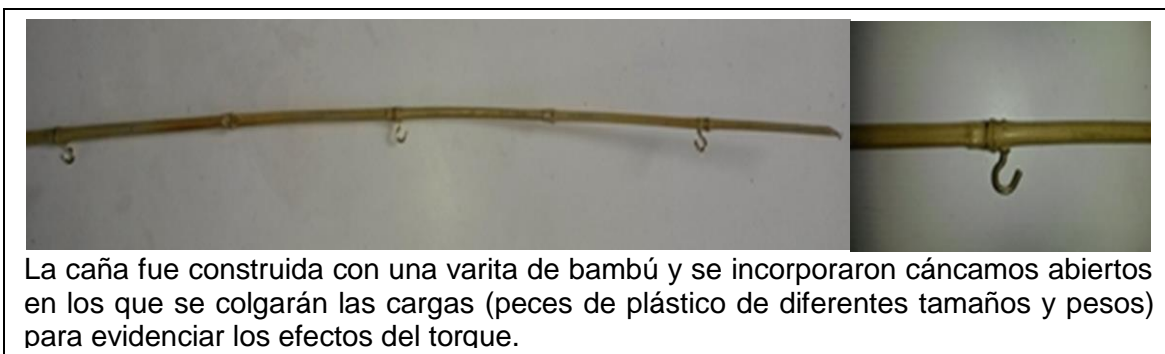 La caña fue construida con una varita de bambú y se incorporaron cáncamos abiertos
en los que se colgarán las cargas (peces de plástico de diferentes tamaños y pesos)
para evidenciar los efectos del torque.